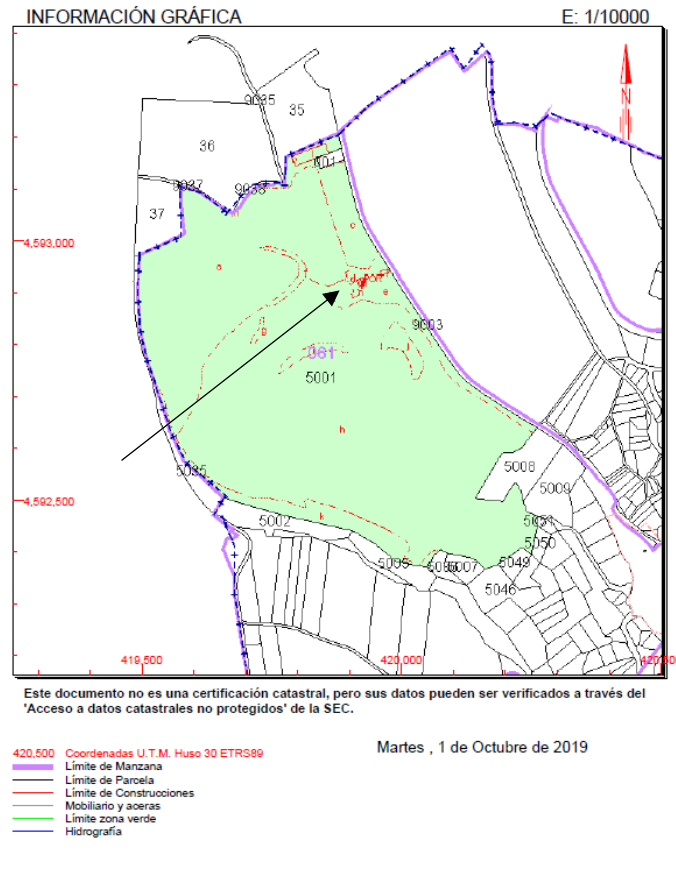 INFORMACIÓN GRÁFICA E: 1/10000
N
9035
35
36
9037
9038
37
c
4,593,000
a
e
g
9003
061
l
5001
h
5008
5035
5009
4,592,500
k
5002
5051
5050
5005
5007
5049
5046
419,500 420,000
Este documento no es una certificación catastral, pero sus datos pueden ser verificados a través del
'Acceso a datos catastrales no protegidos' de la SEC.
Martes , 1 de Octubre de 2019
420,500 Coordenadas U.T.M. Huso 30 ETRS89
Límite de Manzana
Límite de Parcela
Límite de Construcciones
Mobiliario y aceras
Límite zona verde
Hidrografía